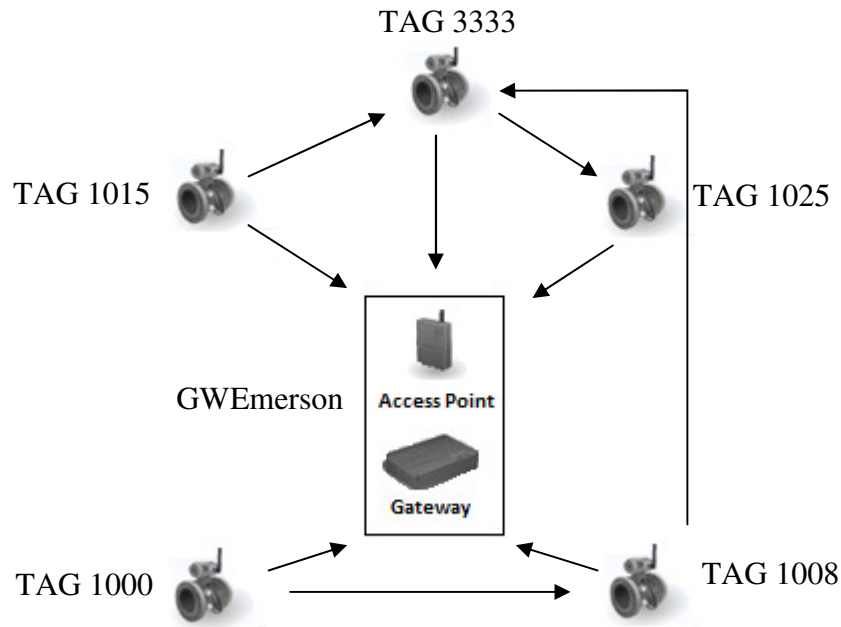 TAG 3333
TAG 1015
TAG 1025
GWEmerson
Access Point
Gateway
TAG 1000
TAG 1008